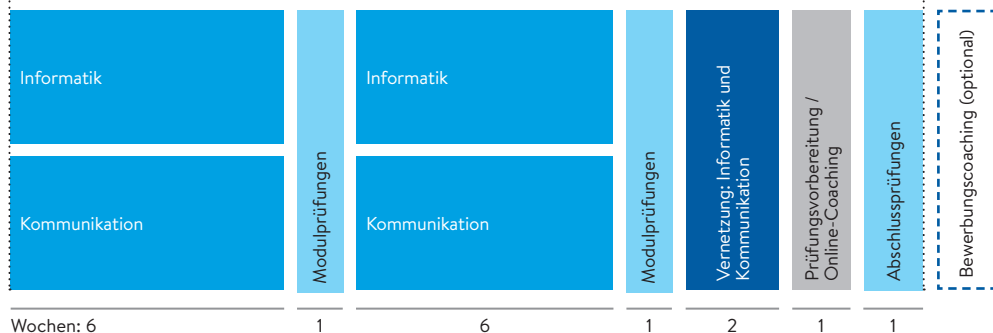 Informatik
Kommunikation
Modulprüfungen
Informatik
Kommunikation
Modulprüfungen
Vernetzung: Informatik und
Kommunikation
Prüfungsvorbereitung /
Online-Coaching
Abschlussprüfungen
Bewerbungscoaching (optional)
Wochen: 6
1
6
1
2
1
1